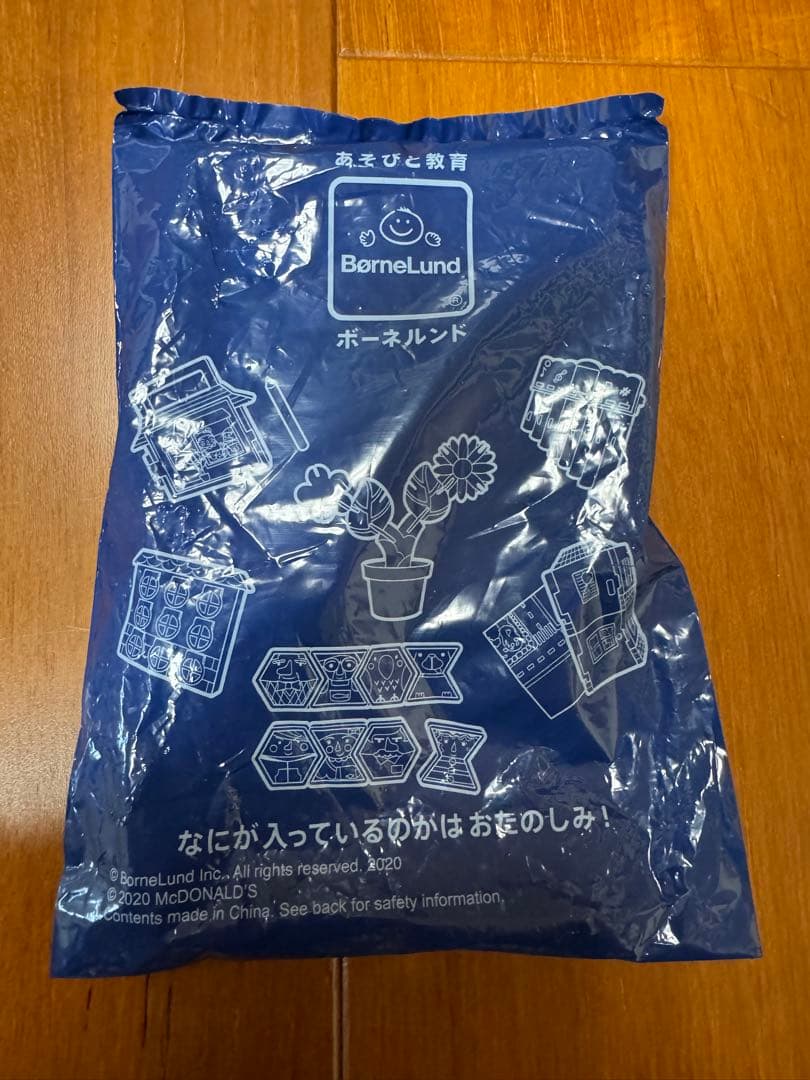 あそびと教育
BørneLund
®
ボーネルンド
なにが入っているのかはおたのしみ!
©BørneLund Inc. All rights reserved. 2020
©2020 McDONALD'S
Contents made in China. See back for safety information.